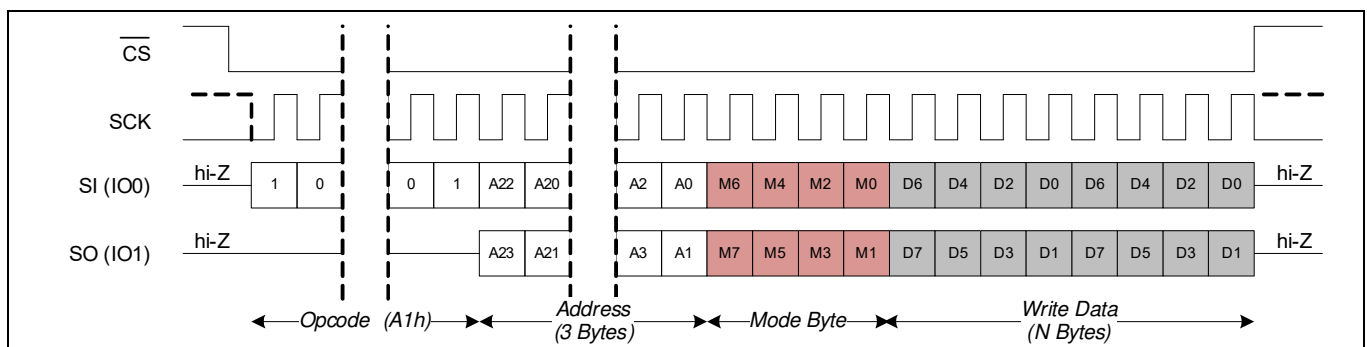 CS
SCK
SI (IO0) hi-Z 1 0 0 1 A22 A20 A2 A0 M6 M4 M2 M0 D6 D4 D2 D0 D6 D4 D2 D0 hi-Z
SO (IO1) hi-Z A23 A21 A3 A1 M7 M5 M3 M1 D7 D5 D3 D1 D7 D5 D3 D1 hi-Z
Opcode (A1h) Address Mode Byte Write Data
(3 Bytes) (N Bytes)